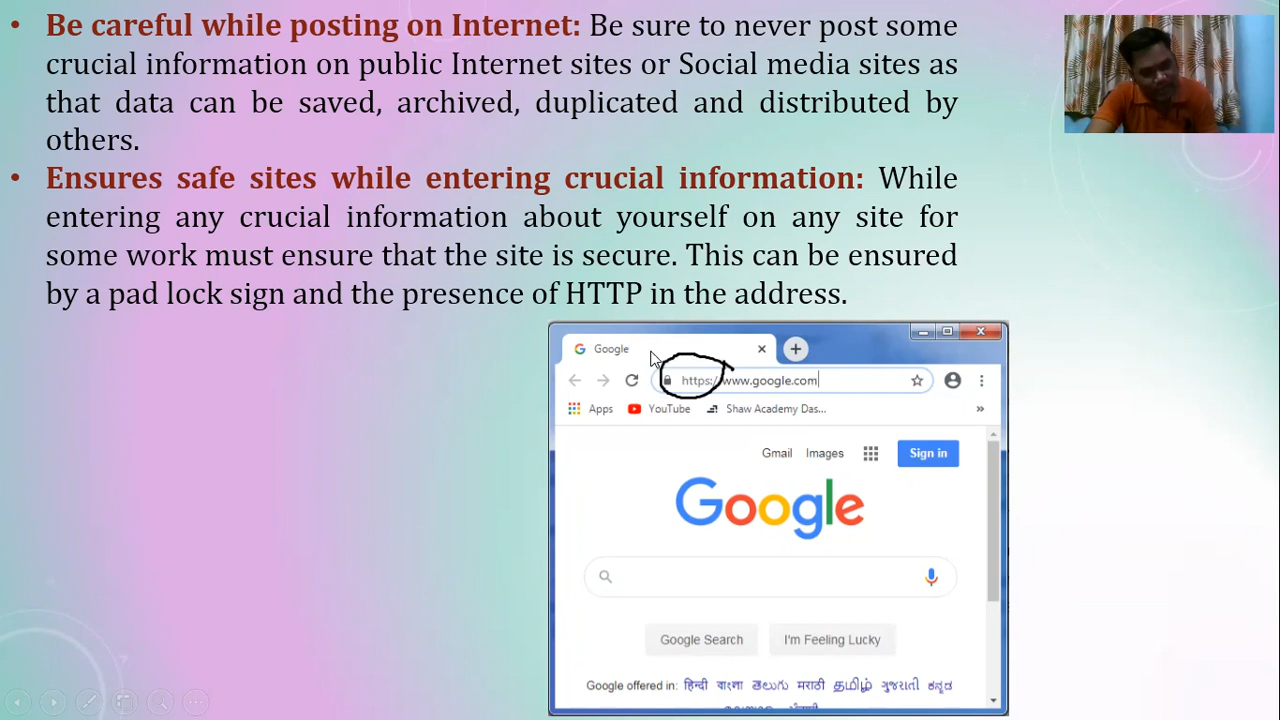 • Be careful while posting on Internet: Be sure to never post some
crucial information on public Internet sites or Social media sites as
that data can be saved, archived, duplicated and distributed by
others.
• Ensures safe sites while entering crucial information: While
entering any crucial information about yourself on any site for
some work must ensure that the site is secure. This can be ensured
by a pad lock sign and the presence of HTTP in the address.
Google
https://www.google.com
Apps YouTube Shaw Academy Das... »
Gmail Images Sign in
Google
Google Search I'm Feeling Lucky
Google offered in: हिन्दी বাংলা తెలుగు मराठी தமிழ் ગુજરાતી ಕನ್ನಡ